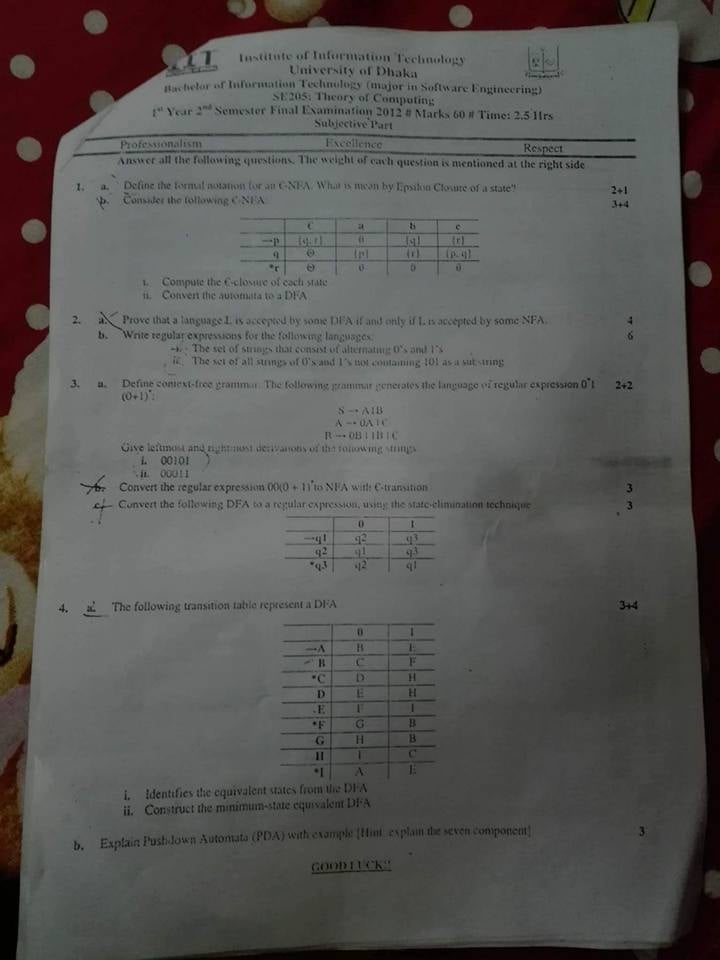 IIT
Institute of Information Technology
University of Dhaka
Bachelor of Information Technology (major in Software Engineering)
SE205: Theory of Computing
1st Year 2nd Semester Final Examination 2012 # Marks 60 # Time: 2.5 Hrs
Subjective Part
Professionalism Excellence Respect
Answer all the following questions. The weight of each question is mentioned at the right side
1. a. Define the formal notation for an Є-NFA. What is mean by Epsilon Closure of a state? 2+1
b. Consider the following Є-NFA: 3+4
Є a b c
→p {q, r} θ {q} {r}
q Θ {p} {r} {p, q}
*r Θ θ θ θ
i. Compute the Є-closure of each state
ii. Convert the automata to a DFA
2. a. Prove that a language L is accepted by some DFA if and only if L is accepted by some NFA. 4
b. Write regular expressions for the following languages: 6
i. The set of strings that consist of alternating 0's and 1's
ii. The set of all strings of 0's and 1's not containing 101 as a substring
3. a. Define context-free grammar. The following grammar generates the language of regular expression 0*1 2+2
(0+1)*:
S → A1B
A → 0A | Є
B → 0B | 1B | Є
Give leftmost and rightmost derivations of the following strings
i. 00101
ii. 00011
b. Convert the regular expression 00(0 + 1)* to NFA with Є-transition 3
c. Convert the following DFA to a regular expression, using the state-elimination technique 3
0 1
→q1 q2 q3
q2 q1 q3
*q3 q2 q1
4. a. The following transition table represent a DFA 3+4
0 1
→A B E
B C F
*C D H
D E H
E F I
*F G B
G H B
H I C
*I A E
i. Identifies the equivalent states from the DFA
ii. Construct the minimum-state equivalent DFA
b. Explain Pushdown Automata (PDA) with example [Hint: explain the seven component] 3
GOOD LUCK!!